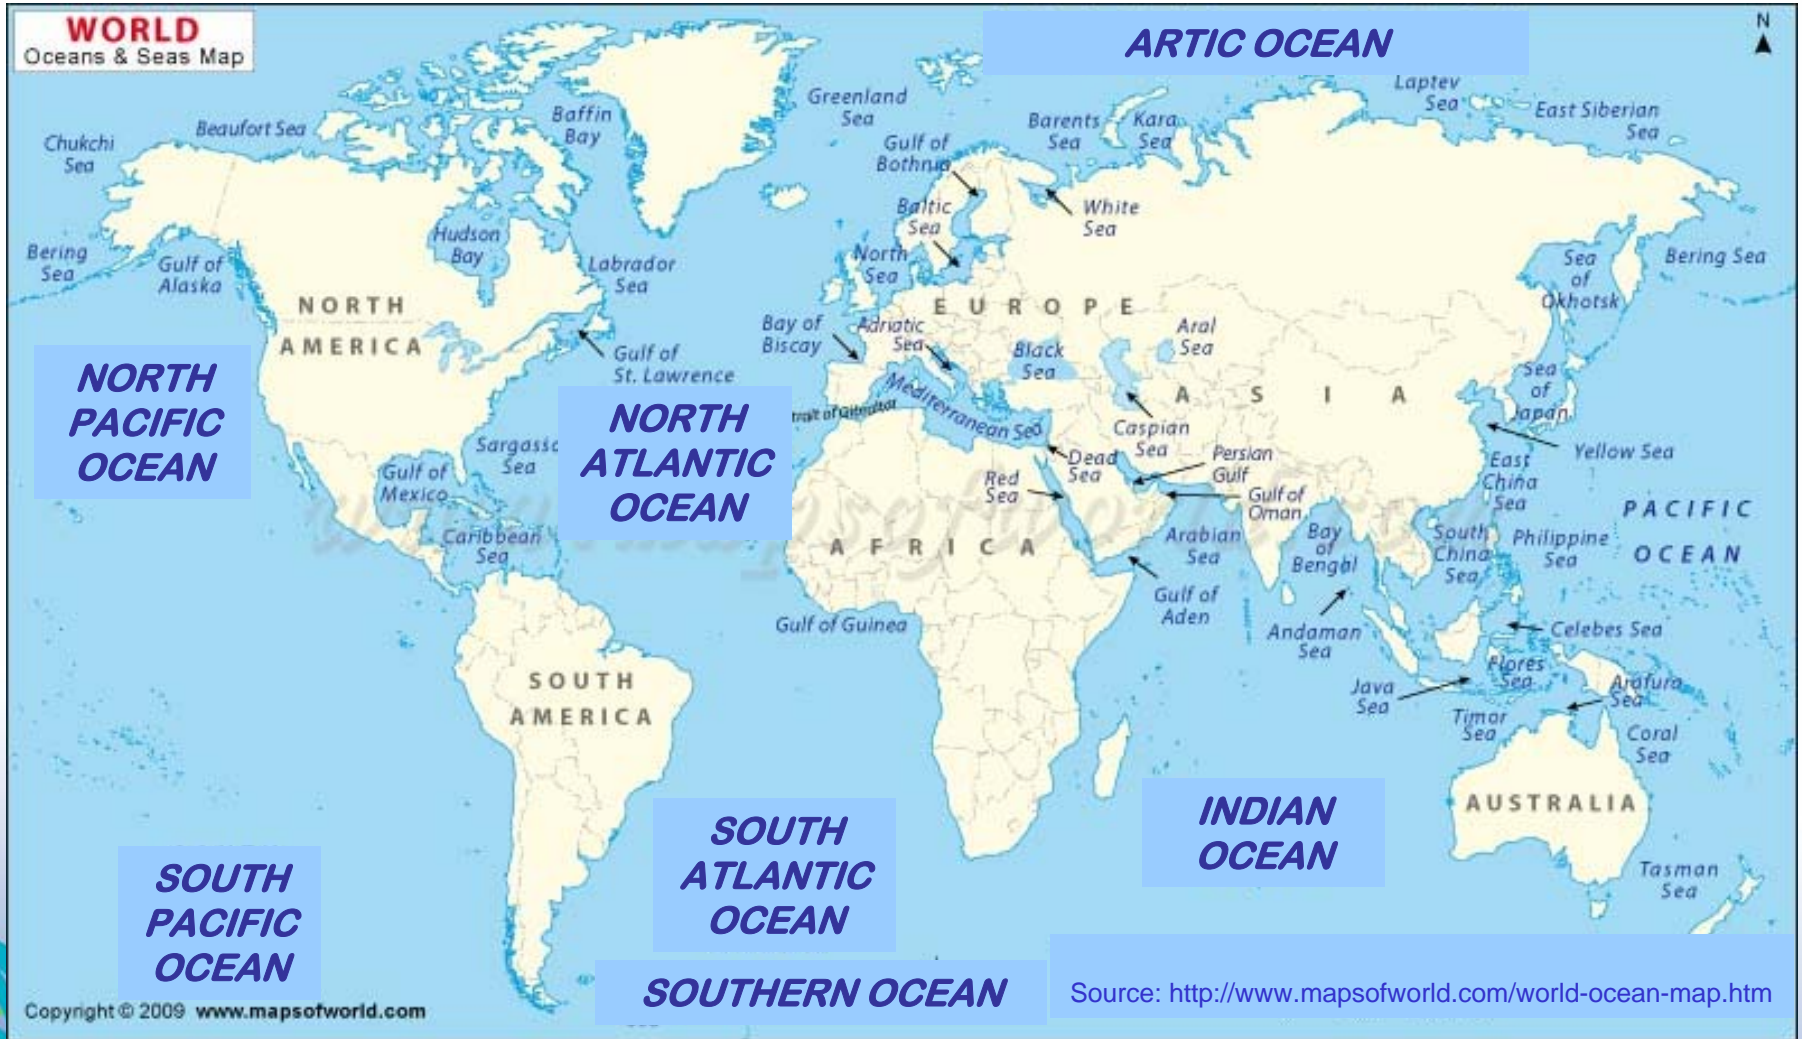 WORLD
Oceans & Seas Map
ARTIC OCEAN
N
Chukchi
Sea
Beaufort Sea
Baffin
Bay
Greenland
Sea
Gulf of
Bothnia
Barents
Sea
Kara
Sea
Laptev
Sea
East Siberian
Sea
Baltic
Sea
White
Sea
Bering
Sea
Gulf of
Alaska
Hudson
Bay
Labrador
Sea
North
Sea
Sea
of
Okhotsk
Bering Sea
NORTH
AMERICA
EUROPE
Bay of
Biscay
Adriatic
Sea
Black
Sea
Aral
Sea
Gulf of
St. Lawrence
NORTH
PACIFIC
OCEAN
NORTH
ATLANTIC
OCEAN
Mediterranean Sea
trait of Gibraltar
ASIA
Sea
of
Japan
Caspian
Sea
Yellow Sea
Sargasso
Sea
Gulf of
Mexico
Dead
Sea
Persian
Gulf
Red
Sea
Gulf of
Oman
East
China
Sea
PACIFIC
OCEAN
Caribbean
Sea
AFRICA
Arabian
Sea
Bay
of
Bengal
South
China
Sea
Philippine
Sea
Gulf of
Aden
Gulf of Guinea
Andaman
Sea
Celebes Sea
Flores
Sea
Java
Sea
Arafura
Sea
Timor
Sea
Coral
Sea
SOUTH
AMERICA
AUSTRALIA
INDIAN
OCEAN
SOUTH
ATLANTIC
OCEAN
SOUTH
PACIFIC
OCEAN
Tasman
Sea
SOUTHERN OCEAN
Source: http://www.mapsofworld.com/world-ocean-map.htm
Copyright © 2009 www.mapsofworld.com